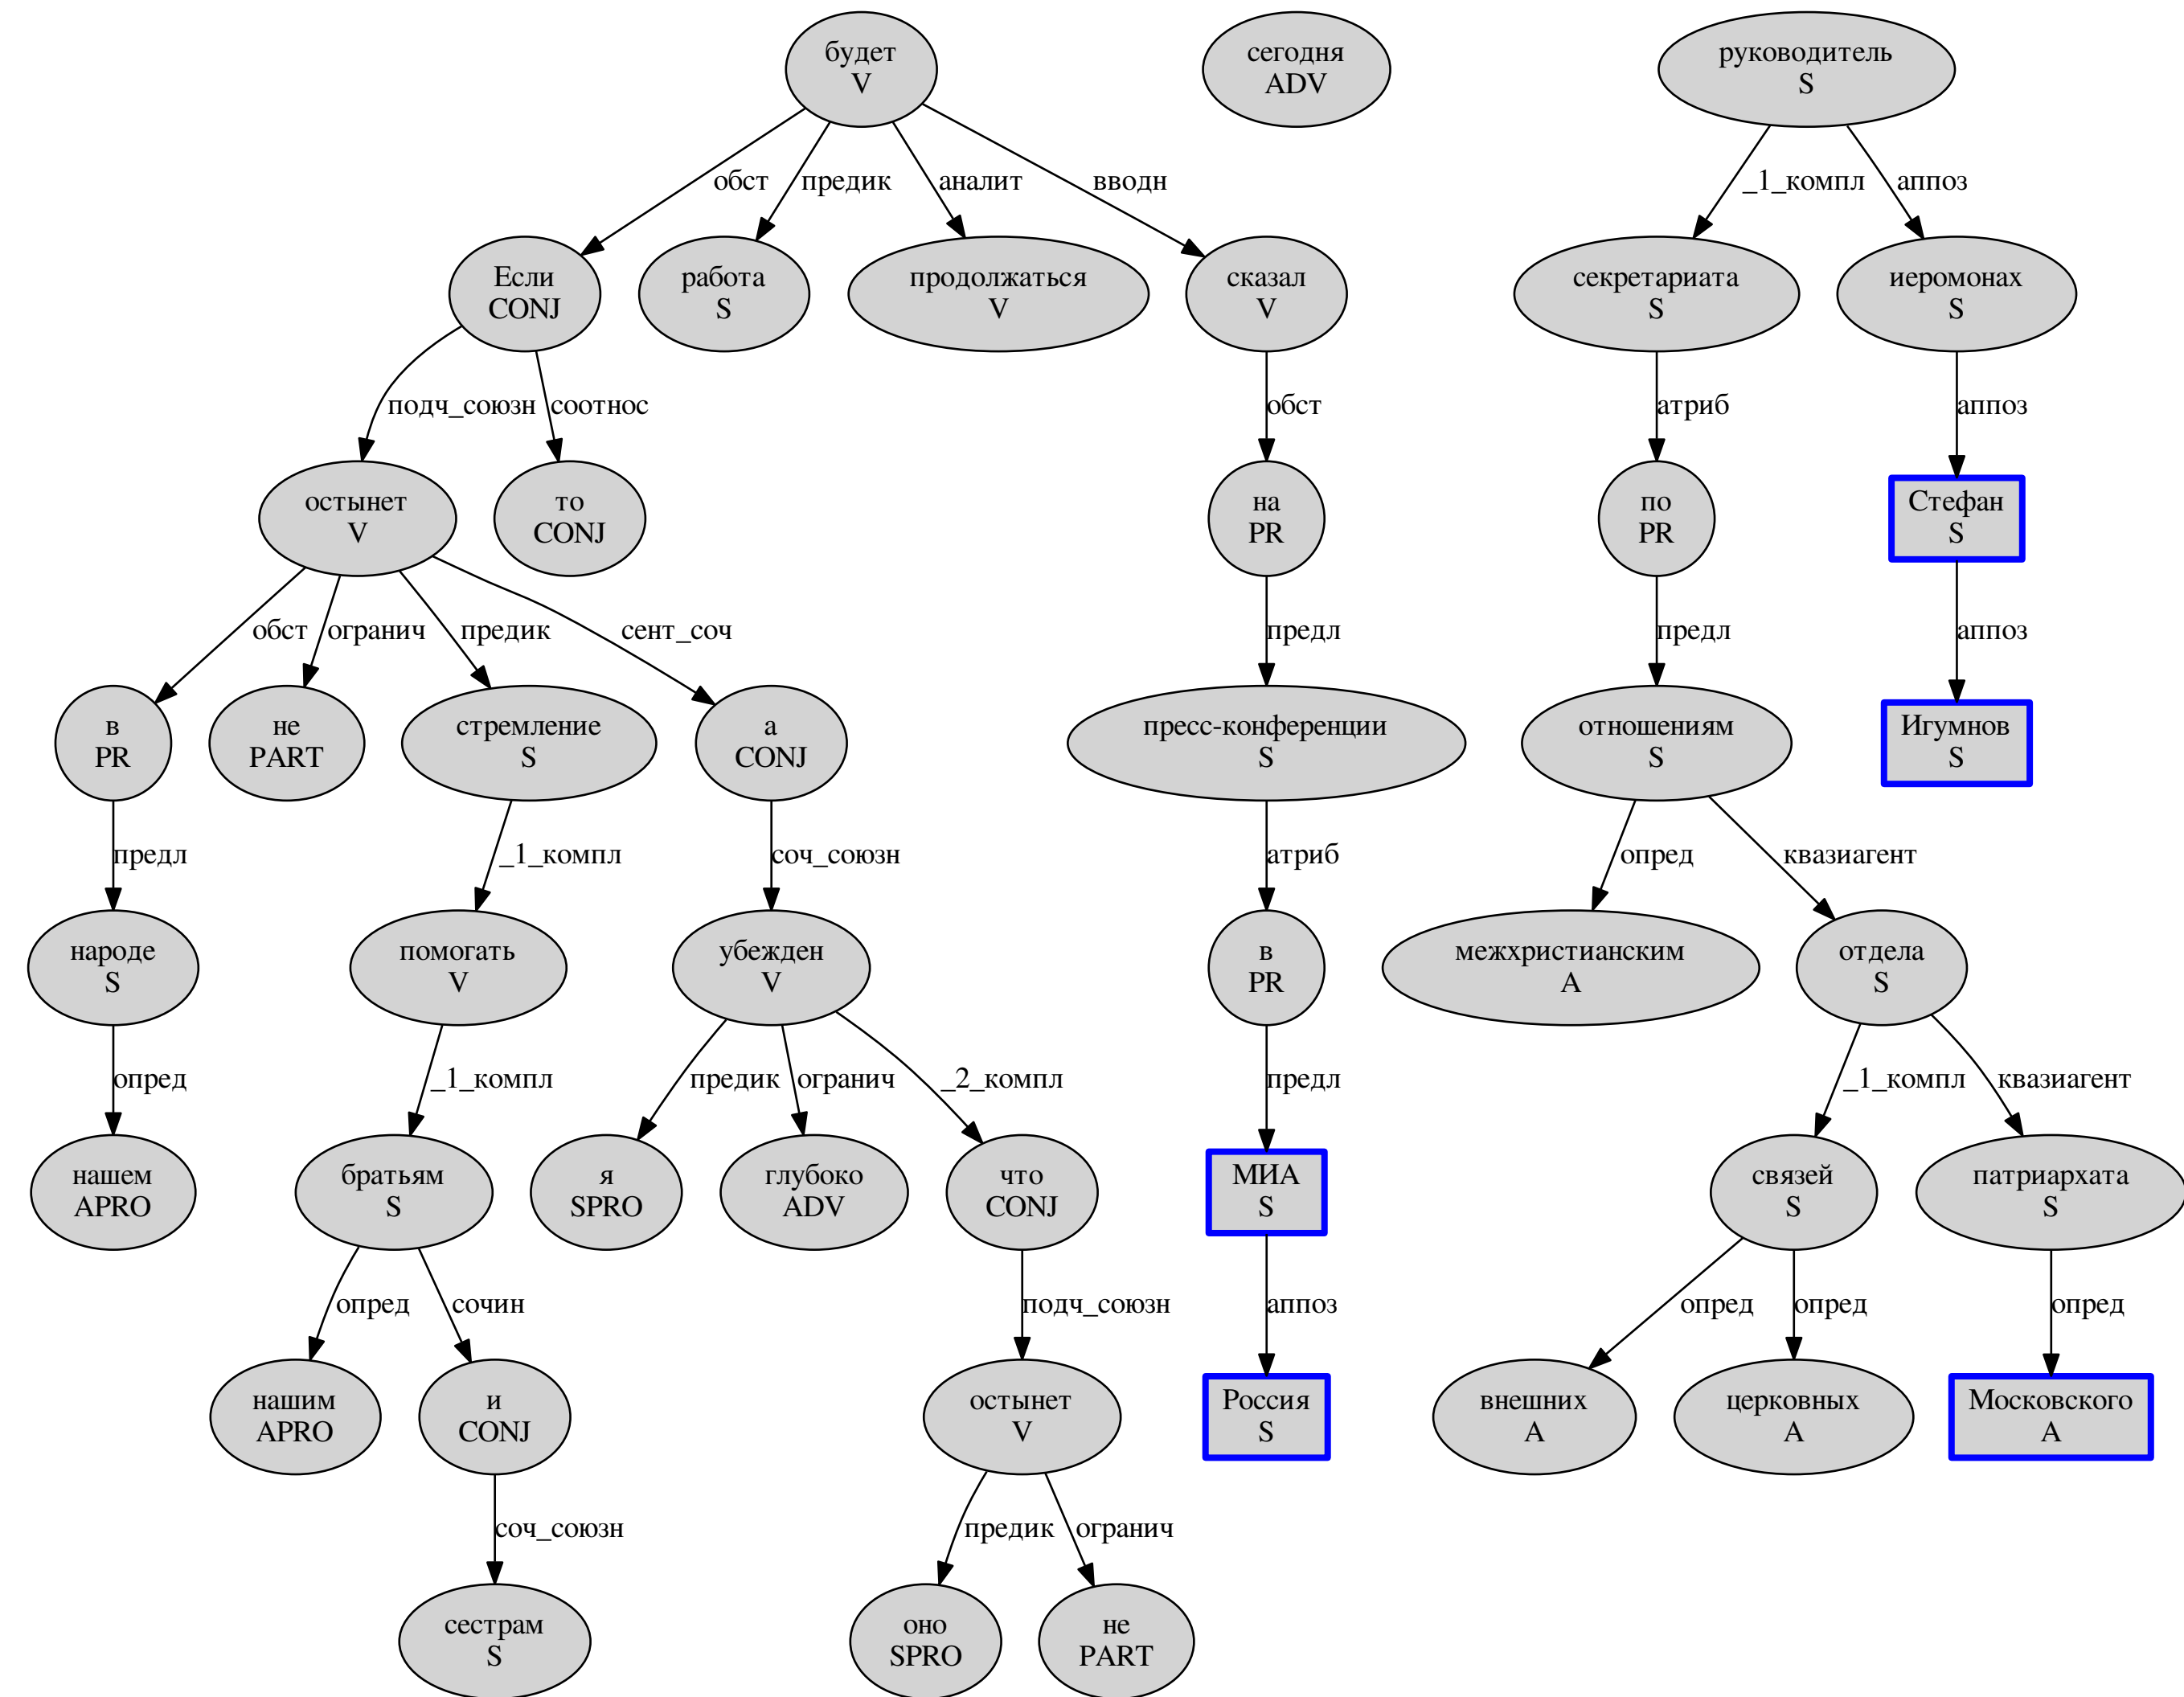 будет
V
сегодня
ADV
руководитель
S
обст
предик
аналит
вводн
_1_компл
аппоз
Если
CONJ
работа
S
продолжаться
V
сказал
V
секретариата
S
иеромонах
S
подч_союзн
соотнос
обст
атриб
аппоз
остынет
V
то
CONJ
на
PR
по
PR
Стефан
S
обст
огранич
предик
сент_соч
предл
предл
аппоз
в
PR
не
PART
стремление
S
а
CONJ
пресс-конференции
S
отношениям
S
Игумнов
S
предл
_1_компл
соч_союзн
атриб
опред
квазиагент
народе
S
помогать
V
убежден
V
в
PR
межхристианским
A
отдела
S
опред
_1_компл
предик
огранич
_2_компл
предл
_1_компл
квазиагент
нашем
APRO
братьям
S
я
SPRO
глубоко
ADV
что
CONJ
МИА
S
связей
S
патриархата
S
опред
сочин
подч_союзн
аппоз
опред
опред
опред
нашим
APRO
и
CONJ
остынет
V
Россия
S
внешних
A
церковных
A
Московского
A
соч_союзн
предик
огранич
сестрам
S
оно
SPRO
не
PART